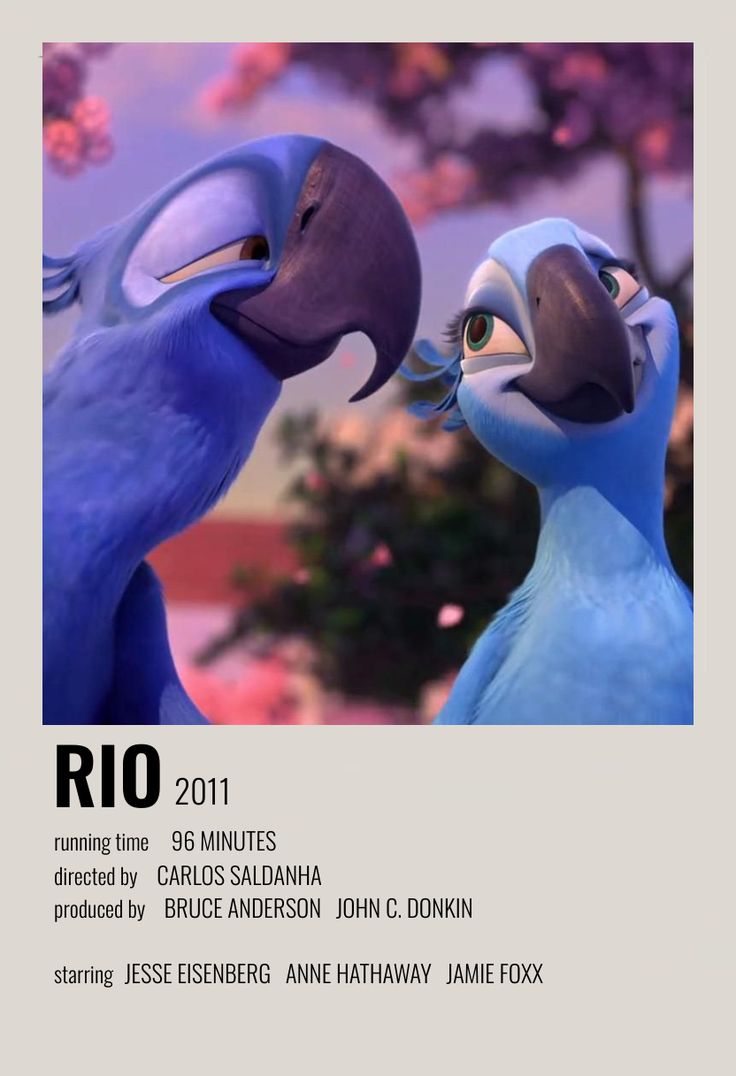 RIO 2011
running time 96 MINUTES
directed by CARLOS SALDANHA
produced by BRUCE ANDERSON JOHN C. DONKIN
starring JESSE EISENBERG ANNE HATHAWAY JAMIE FOXX